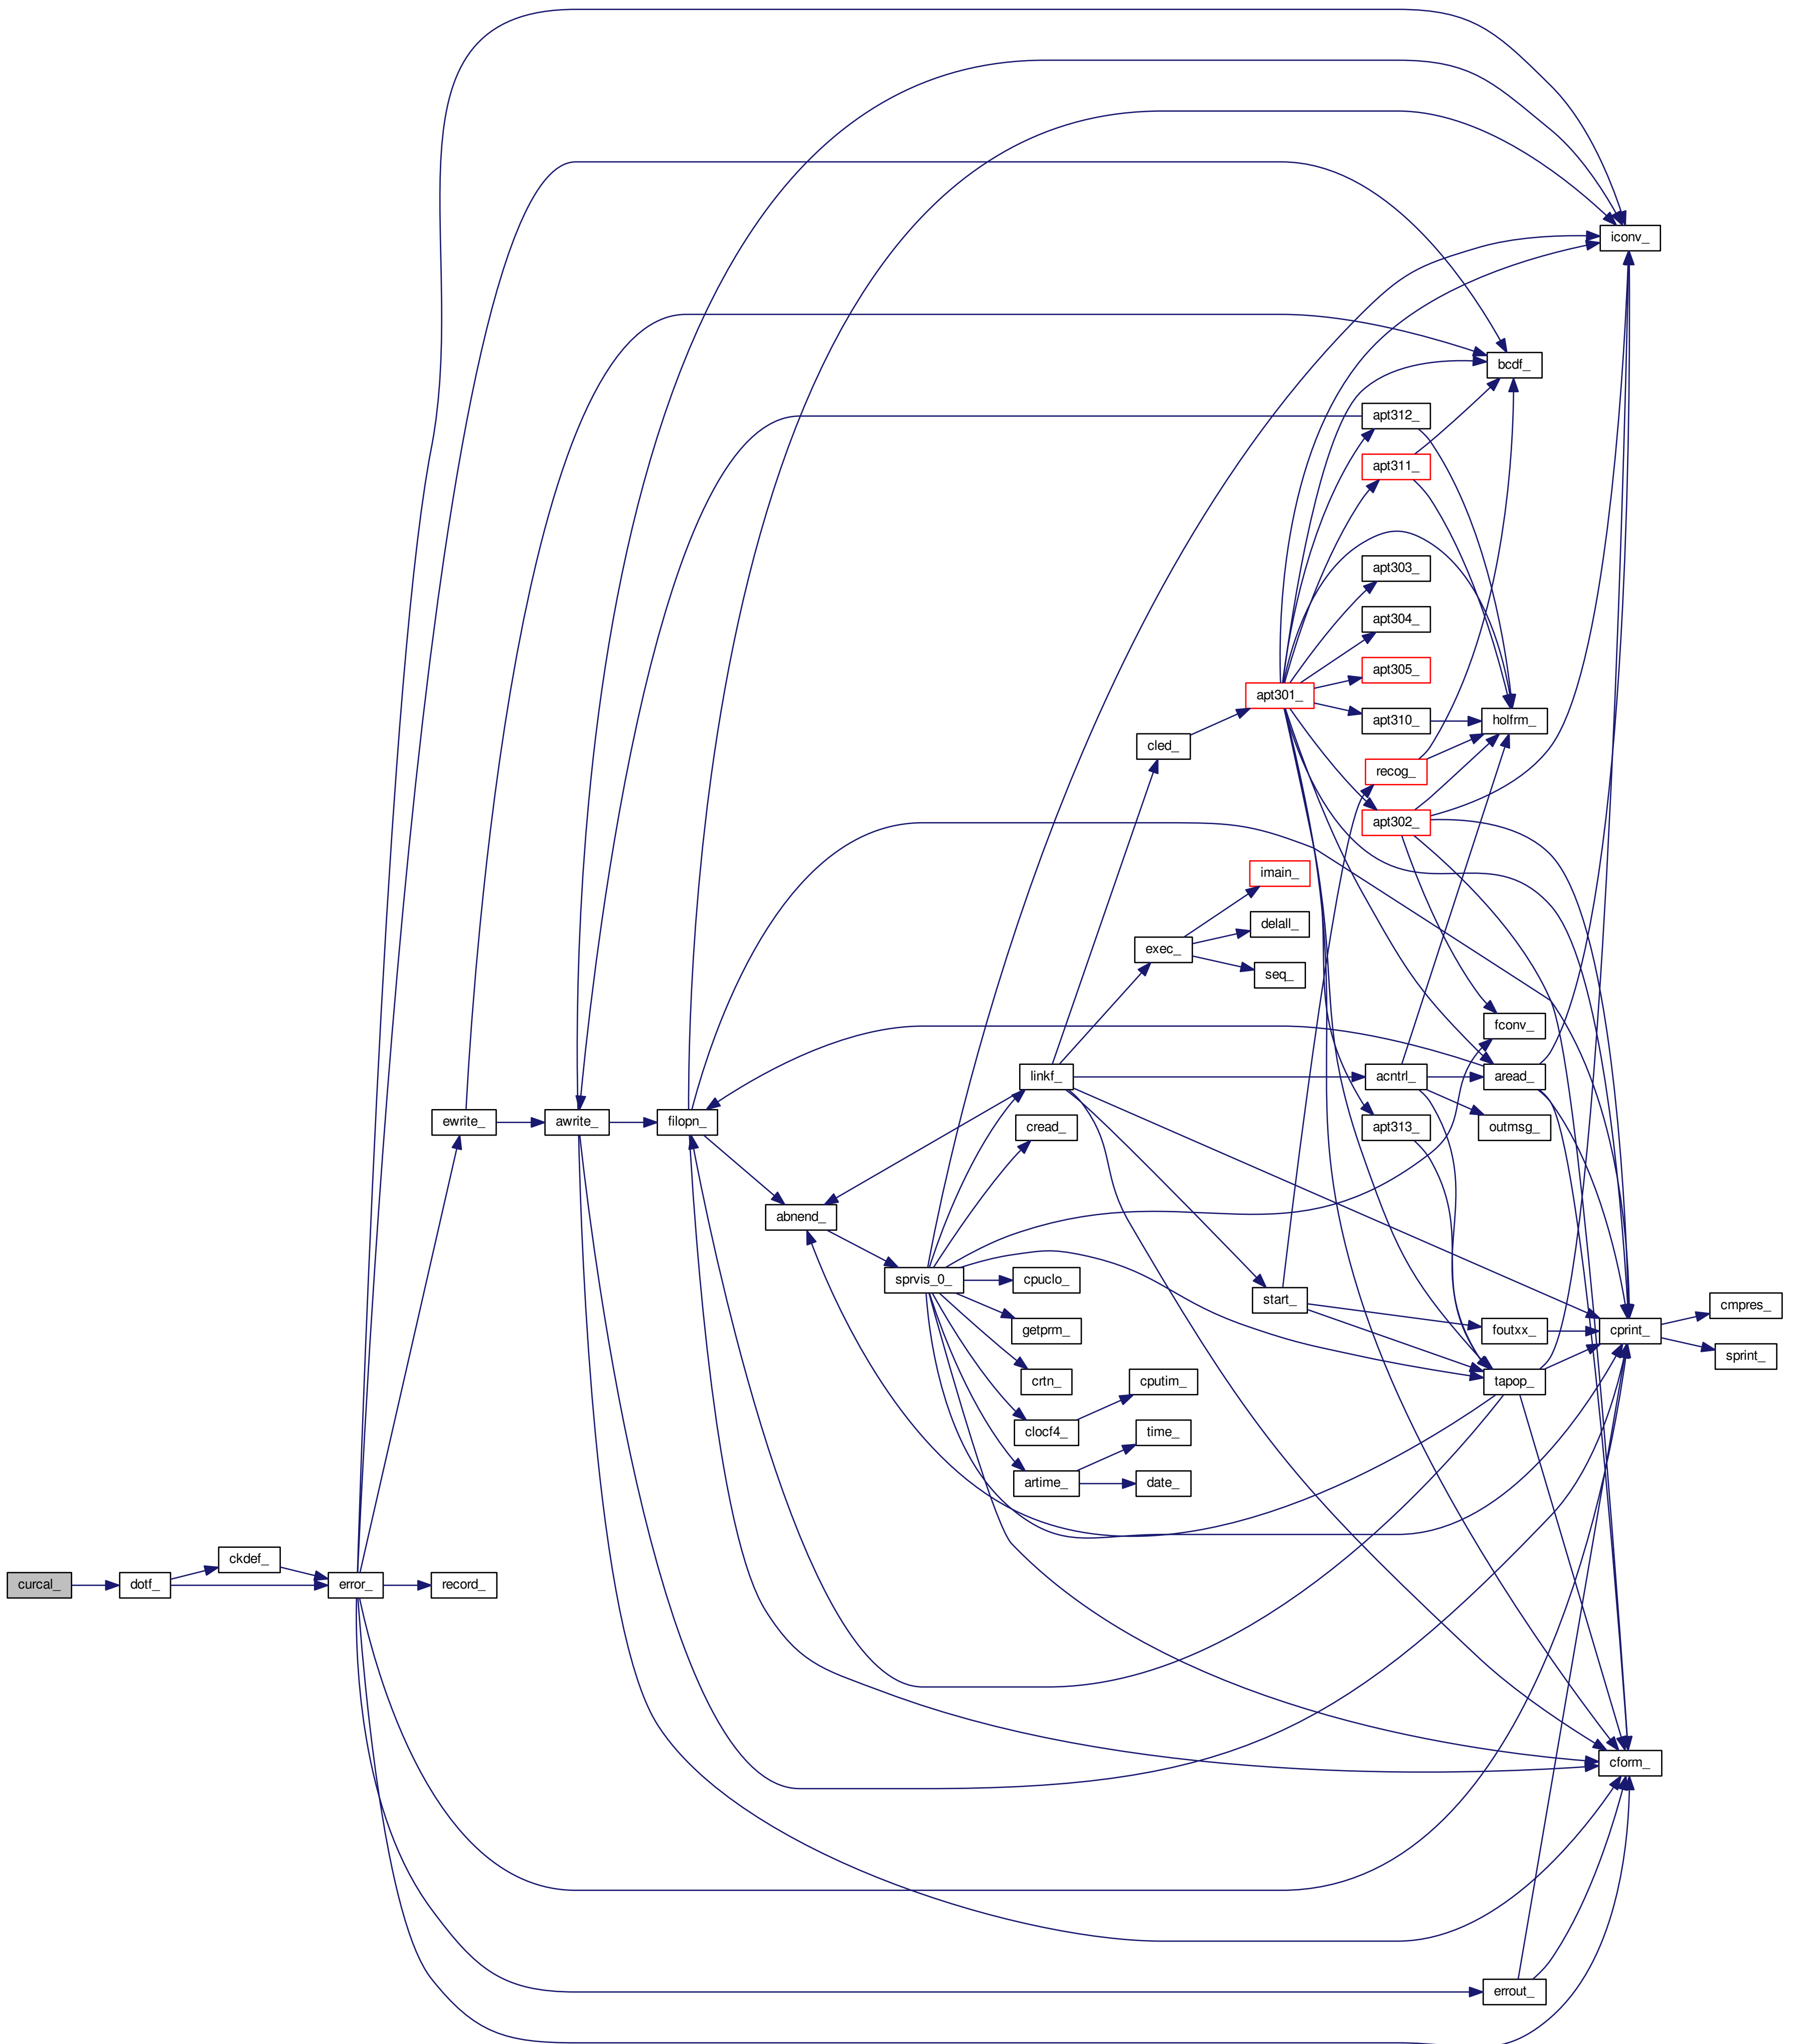 iconv_
bcdf_
apt312_
apt311_
apt303_
apt304_
apt305_
apt301_
apt310_
holfrm_
cled_
recog_
apt302_
imain_
delall_
exec_
seq_
fconv_
linkf_
acntrl_
aread_
ewrite_
awrite_
filopn_
cread_
apt313_
outmsg_
abnend_
sprvis_0_
cpuclo_
start_
cmpres_
getprm_
foutxx_
cprint_
sprint_
crtn_
cputim_
tapop_
clocf4_
time_
artime_
date_
ckdef_
curcal_
dotf_
error_
record_
cform_
errout_